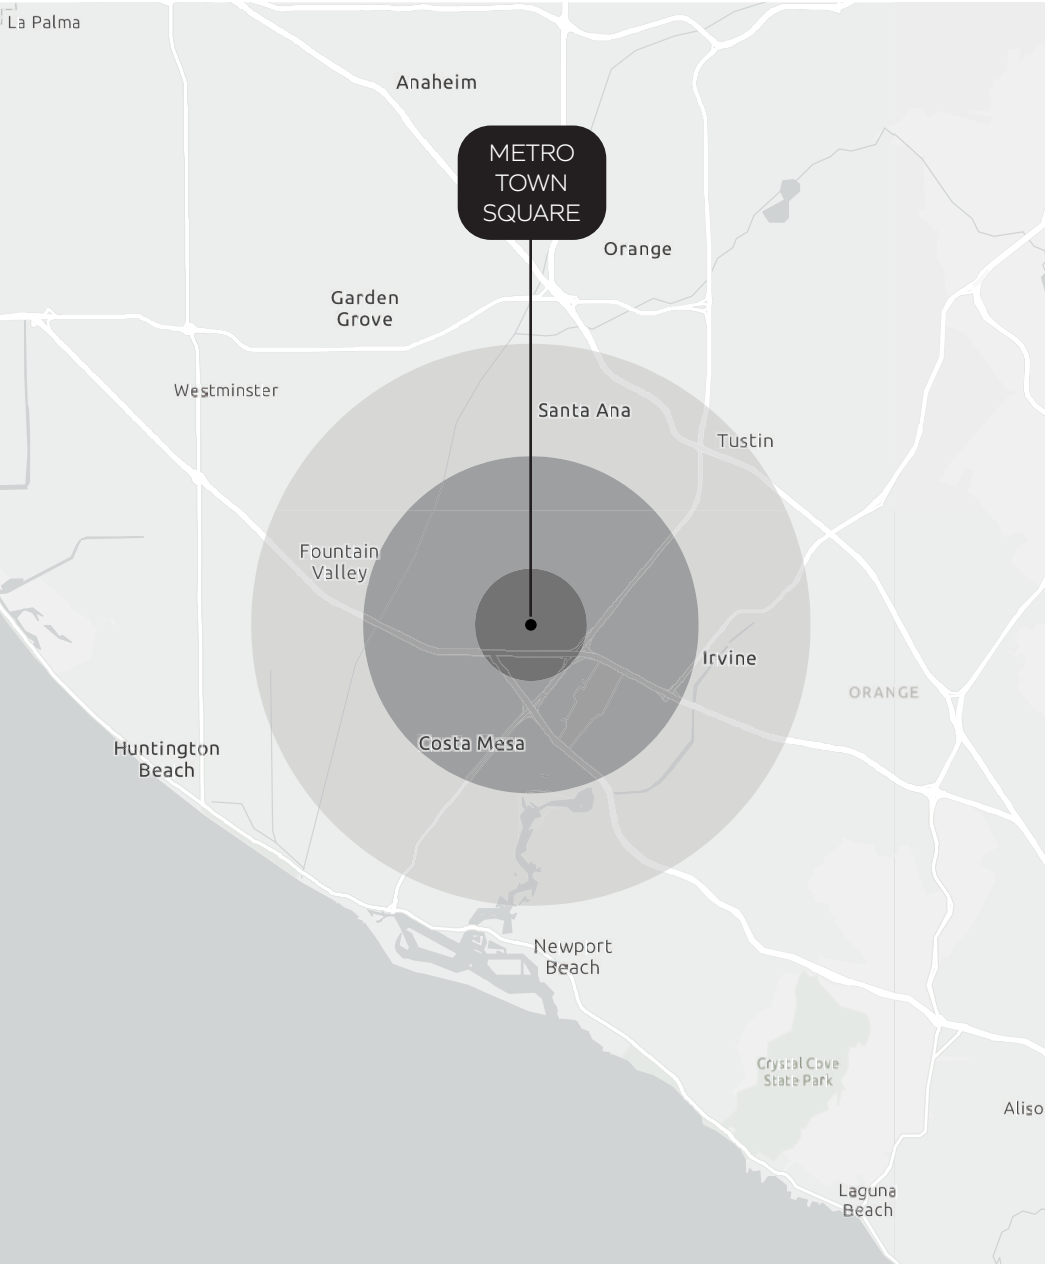 La Palma
Anaheim
METRO
TOWN
SQUARE
Orange
Garden
Grove
Westminster
Santa Ana
Tustin
Fountain
Valley
Irvine
ORANGE
Costa Mesa
Huntington
Beach
Newport
Beach
Crystal Cove
State Park
Aliso
Laguna
Beach